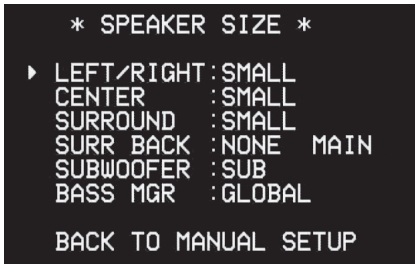 * SPEAKER SIZE *
LEFT/RIGHT:SMALL
CENTER :SMALL
SURROUND :SMALL
SURR BACK :NONE MAIN
SUBWOOFER :SUB
BASS MGR :GLOBAL
BACK TO MANUAL SETUP